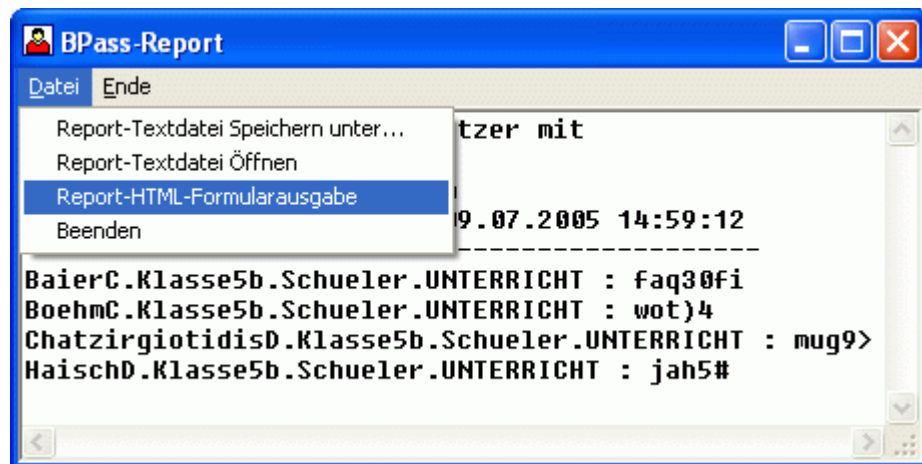 BPass-Report
Datei Ende
Report-Textdatei Speichern unter...
Report-Textdatei Öffnen
Report-HTML-Formularausgabe
Beenden
tzer mit
9.07.2005 14:59:12
--------------------
BaierC.Klasse5b.Schueler.UNTERRICHT : faq30fi
BoehmC.Klasse5b.Schueler.UNTERRICHT : wot)4
ChatzirgiotidisD.Klasse5b.Schueler.UNTERRICHT : mug9>
HaischD.Klasse5b.Schueler.UNTERRICHT : jah5#